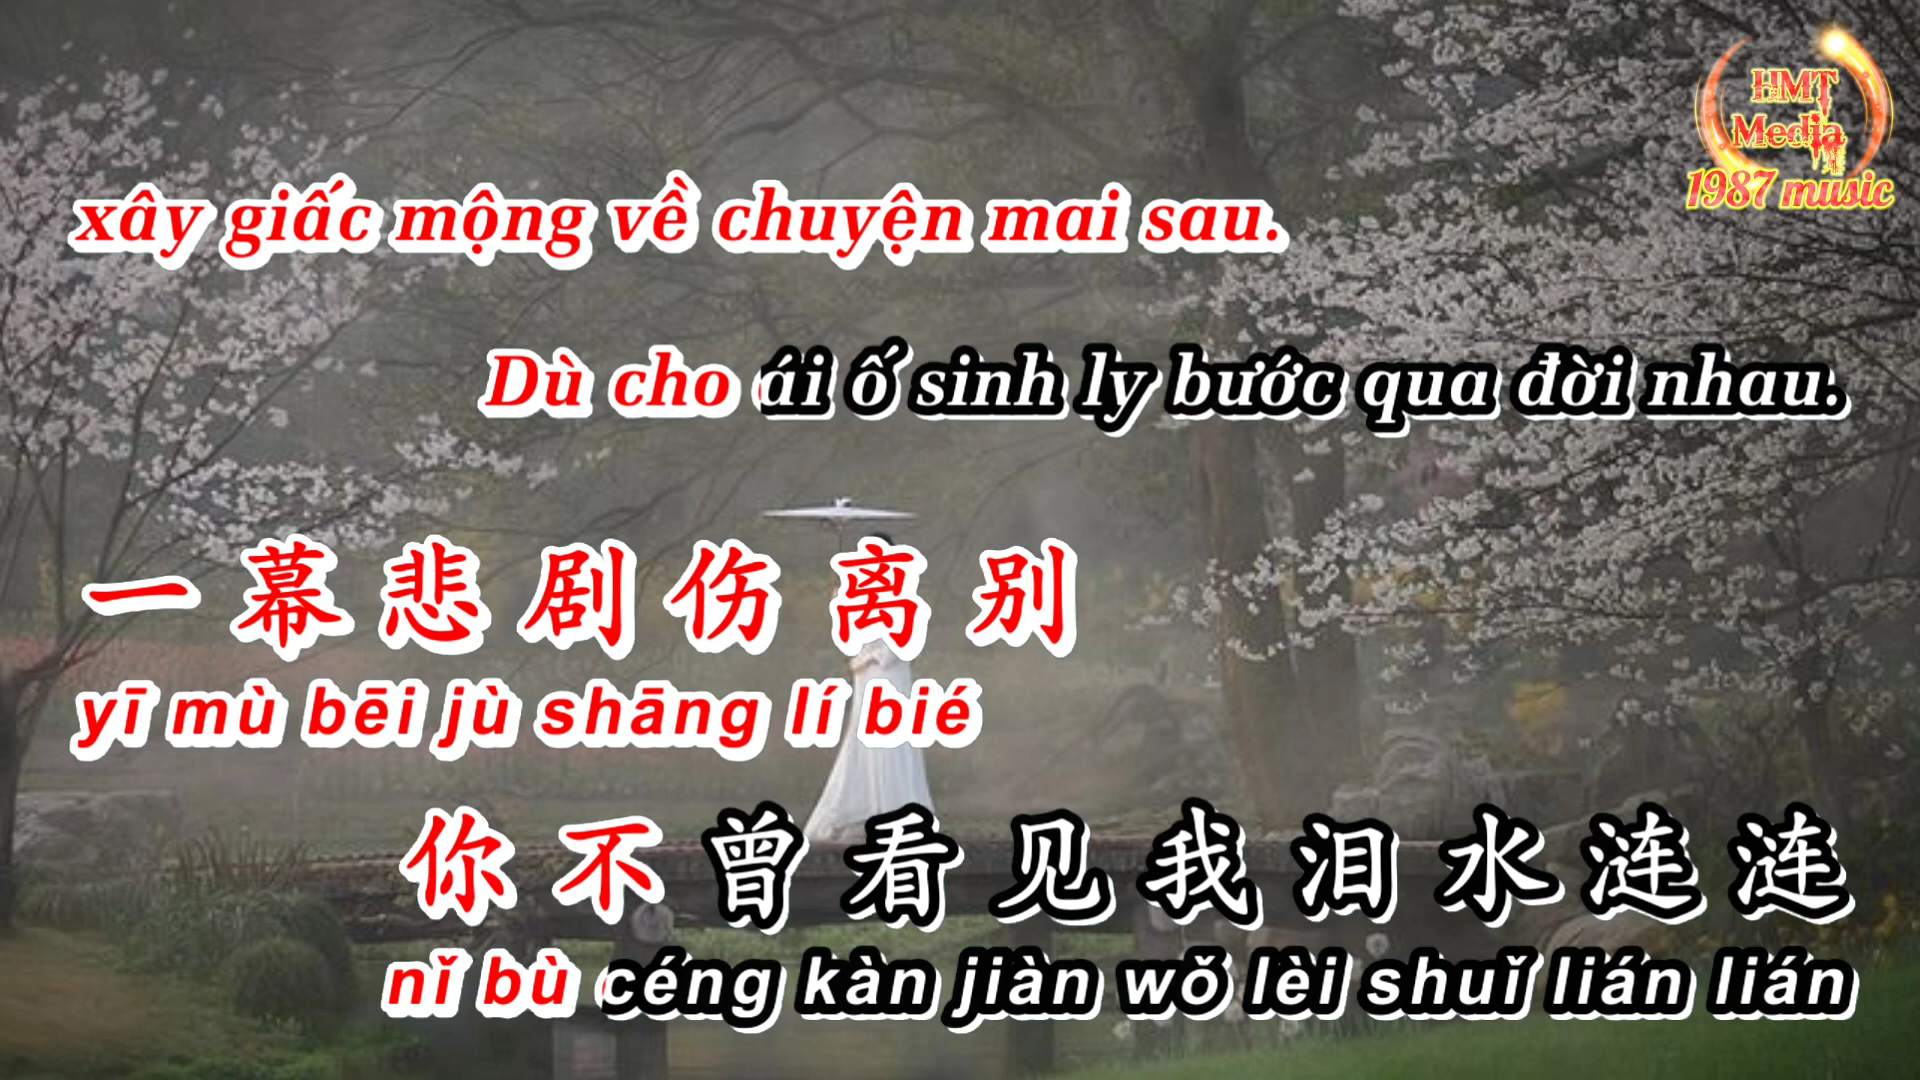 HMT
Media
1987 music
xây giấc mộng về chuyện mai sau.
Dù cho ái ố sinh ly bước qua đời nhau.
一幕悲剧伤离别
yī mù bēi jù shāng lí bié
你不曾看见我泪水涟涟
nǐ bù céng kàn jiàn wǒ lèi shuǐ lián lián